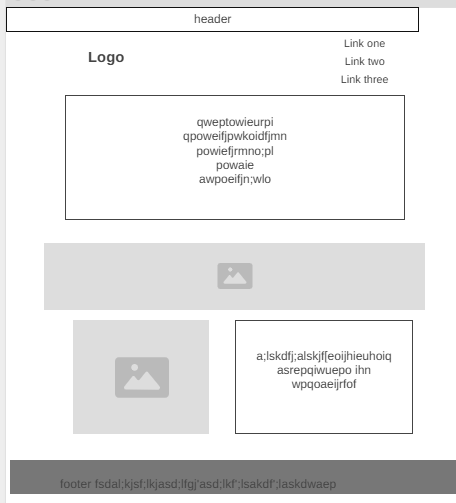 header
Logo
Link one
Link two
Link three
qweptowieurpi
qpoweifjpwkoidfjmn
powiefjrmno;pl
powaie
awpoeifjn;wlo
a;lskdfj;alskjf[eoijhieuhoiq
asrepqiwuepo ihn
wpqoaeijrfof
footer fsdal;kjsf;lkjasd;lfgj'asd;lkf';lsakdf';laskdwaep